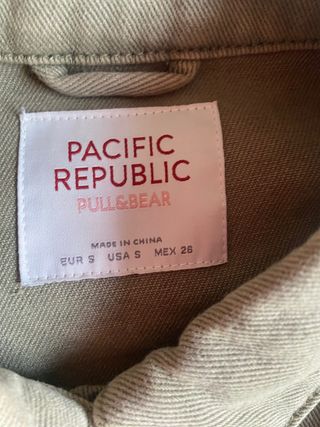 PACIFIC
REPUBLIC
PULL&BEAR
MADE IN CHINA
EUR S USA S MEX 26